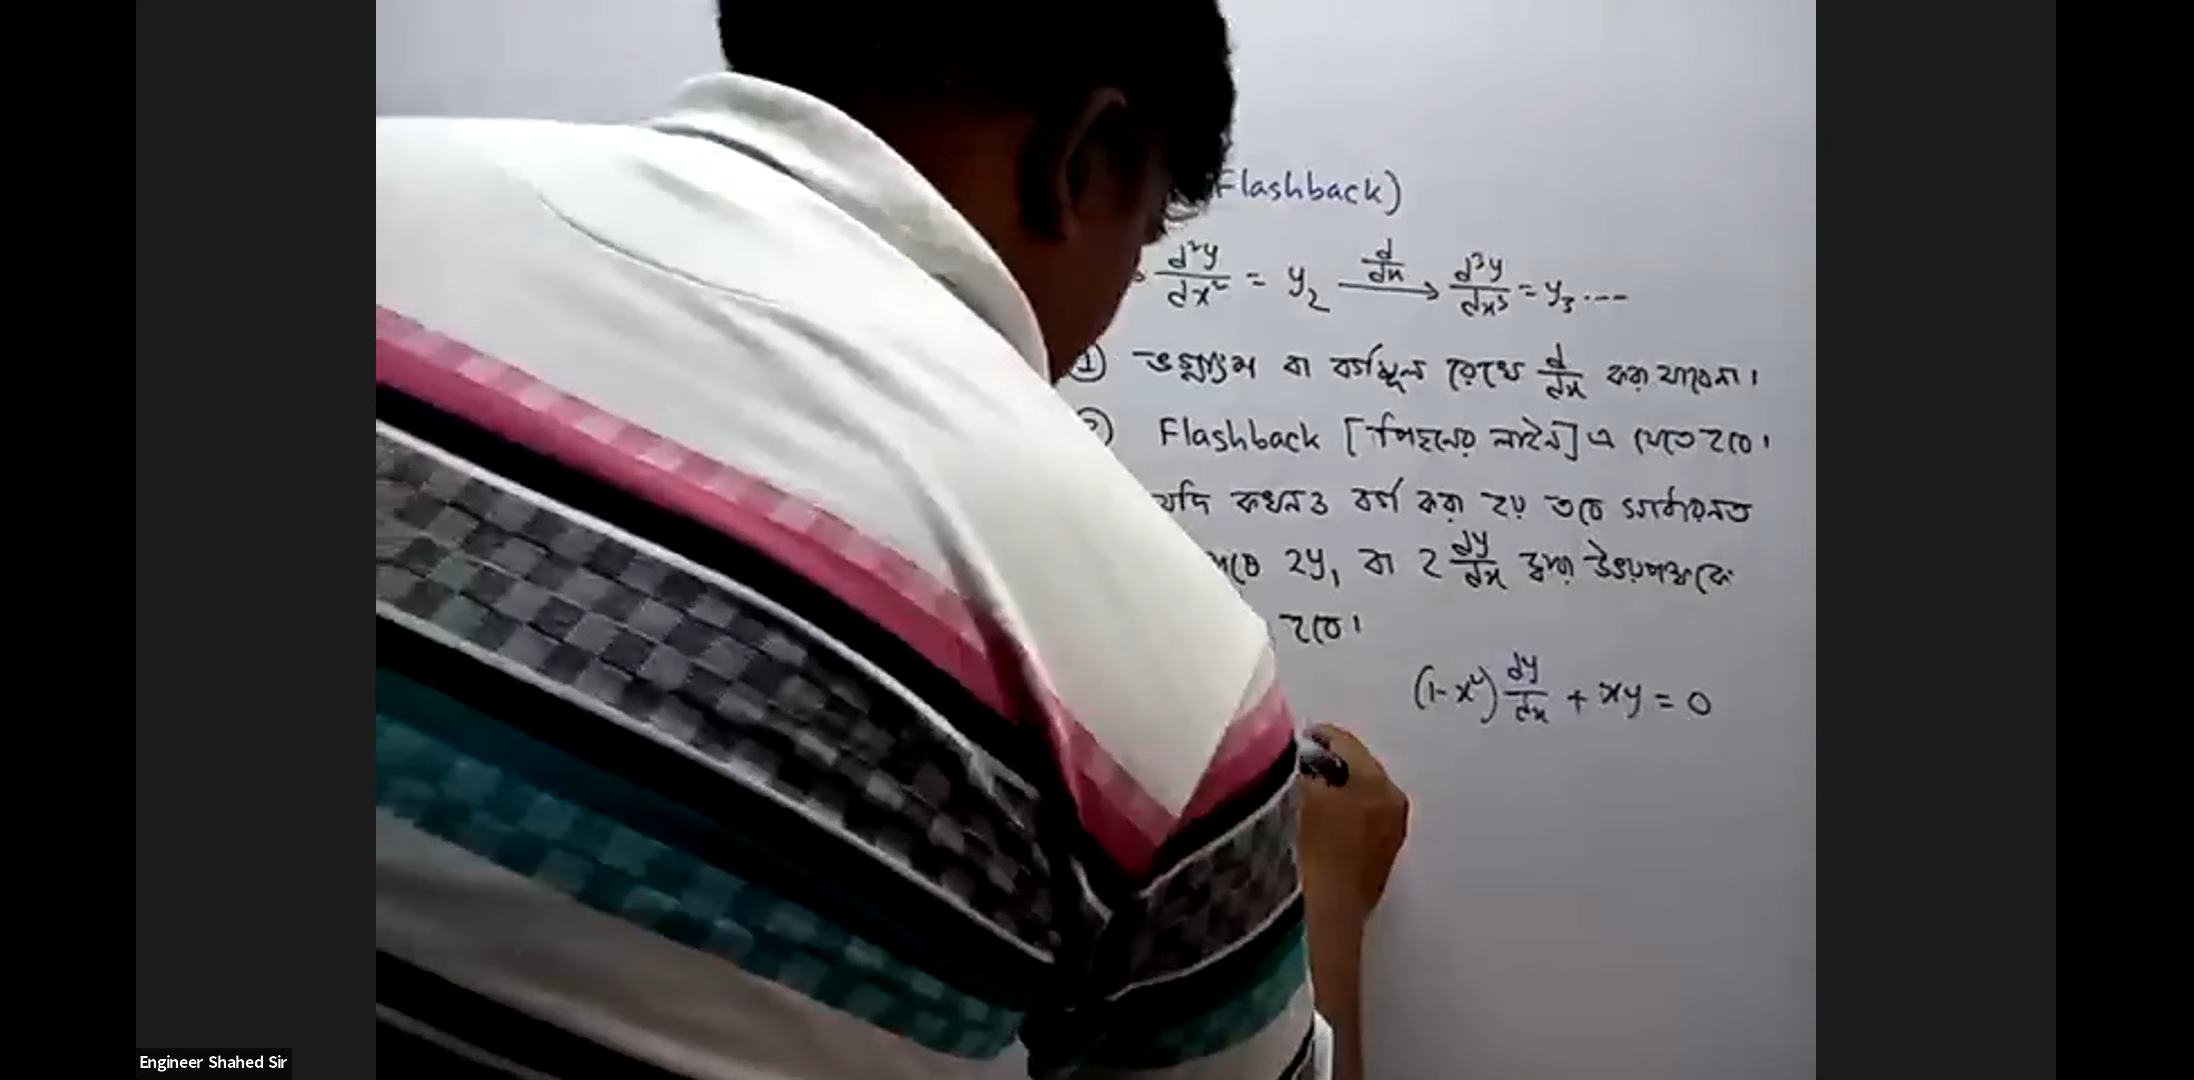 Flashback)
d²y/dx² = y₂ d/dx → d³y/dx³ = y₃ ...
① ভগ্নাংশ বা বর্গমূল রেখে d/dx করা যাবেনা।
Flashback [পিছনের লাইন] এ যেতে হবে।
যদি কখনও বর্গ করা হয় তবে সাধারনত
2y₁ বা 2 dy/dx দ্বারা উভয়পক্ষকে
হবে।
(1-x²) dy/dx + xy = 0
Engineer Shahed Sir